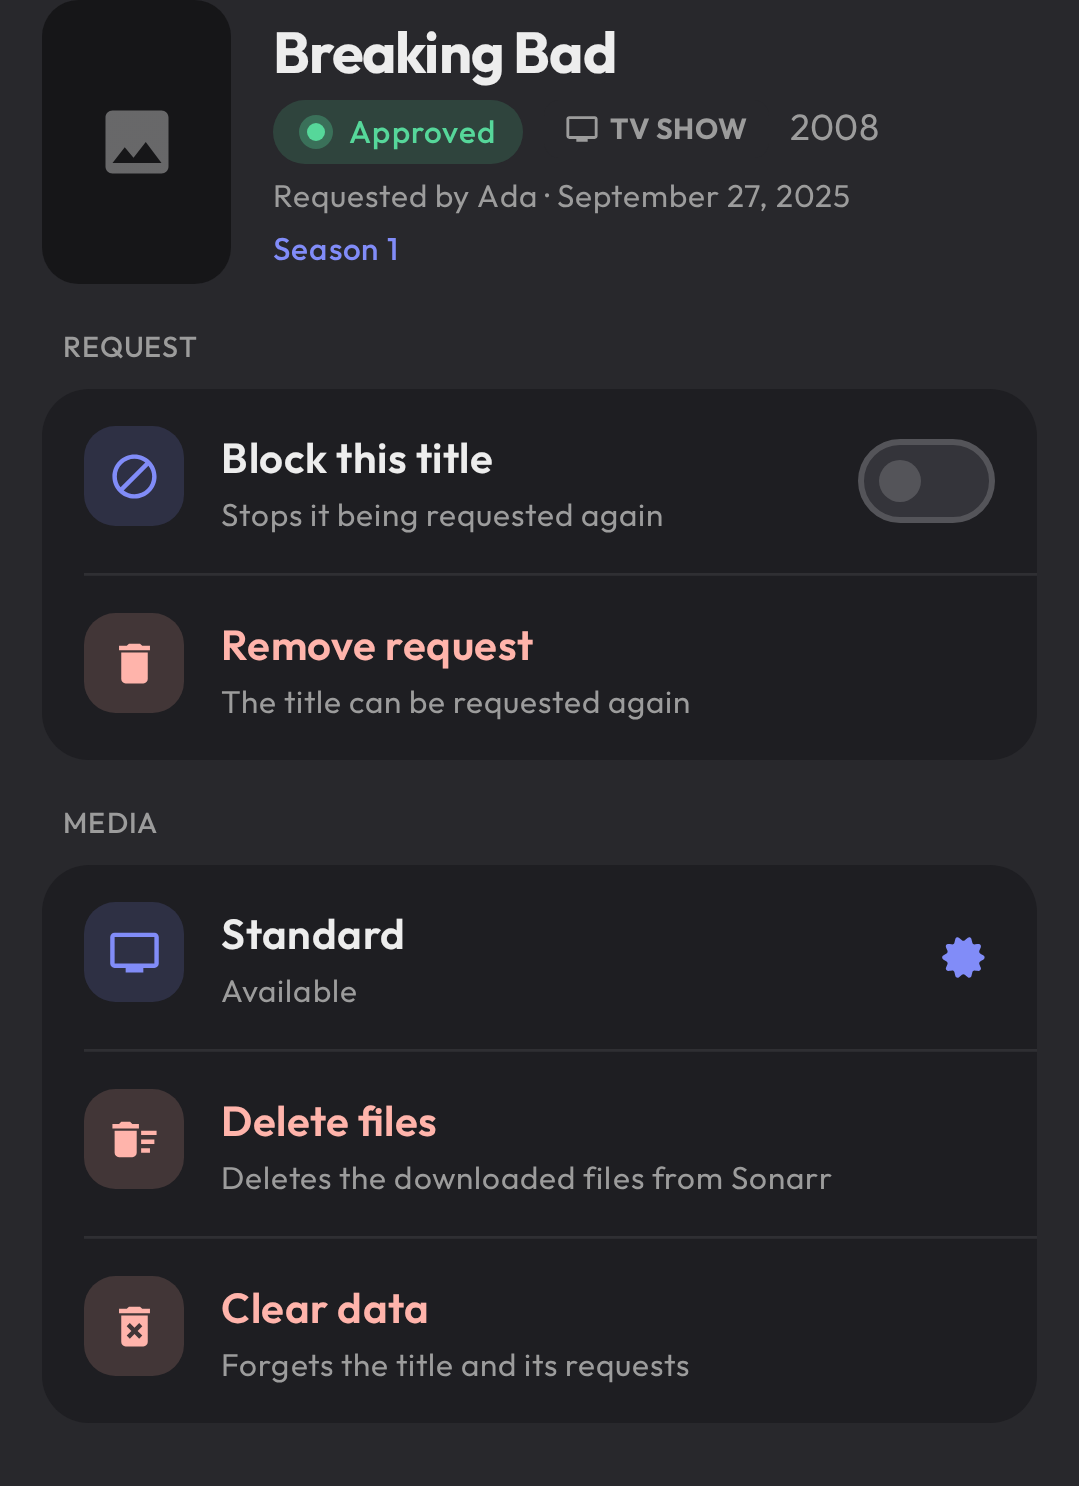 Breaking Bad
Approved TV SHOW 2008
Requested by Ada · September 27, 2025
Season 1
REQUEST
Block this title
Stops it being requested again
Remove request
The title can be requested again
MEDIA
Standard
Available
Delete files
Deletes the downloaded files from Sonarr
Clear data
Forgets the title and its requests